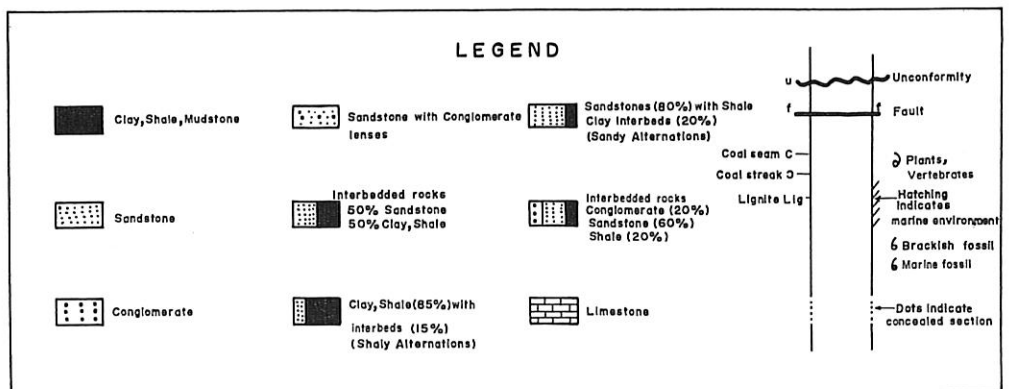 LEGEND
Clay, Shale, Mudstone
Sandstone
Conglomerate
Sandstone with Conglomerate
lenses
Interbedded rocks
50% Sandstone
50% Clay, Shale
Clay, Shale (85%) with
interbeds (15%)
(Shaly Alternations)
Sandstones (80%) with Shale
Clay Interbeds (20%)
(Sandy Alternations)
Interbedded rocks
Conglomerate (20%)
Sandstone (60%)
Shale (20%)
Limestone
u Unconformity
f f Fault
Coal seam C
Coal streak Ɔ
Lignite Lig
Plants,
Vertebrates
Hatching
Indicates
marine environment
Brackish fossil
Marine fossil
Dots indicate
concealed section